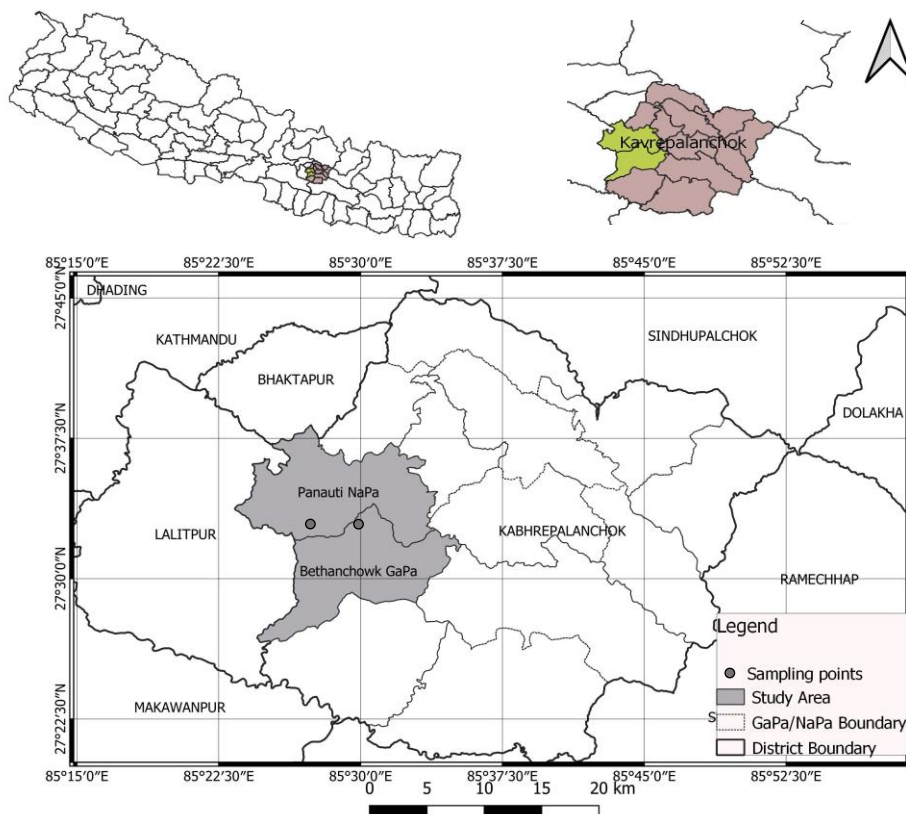 Kavrepalanchok
85°15′0″E 85°22′30″E 85°30′0″E 85°37′30″E 85°45′0″E 85°52′30″E
27°45′0″N
27°37′30″N
27°30′0″N
27°22′30″N
DHADING
KATHMANDU
SINDHUPALCHOK
BHAKTAPUR
DOLAKHA
Panauti NaPa
LALITPUR
KABHREPALANCHOK
Bethanchowk GaPa
RAMECHHAP
MAKAWANPUR
S
Legend
Sampling points
Study Area
GaPa/NaPa Boundary
District Boundary
85°15′0″E 85°22′30″E 85°30′0″E 85°37′30″E 85°45′0″E 85°52′30″E
0 5 10 15 20 km